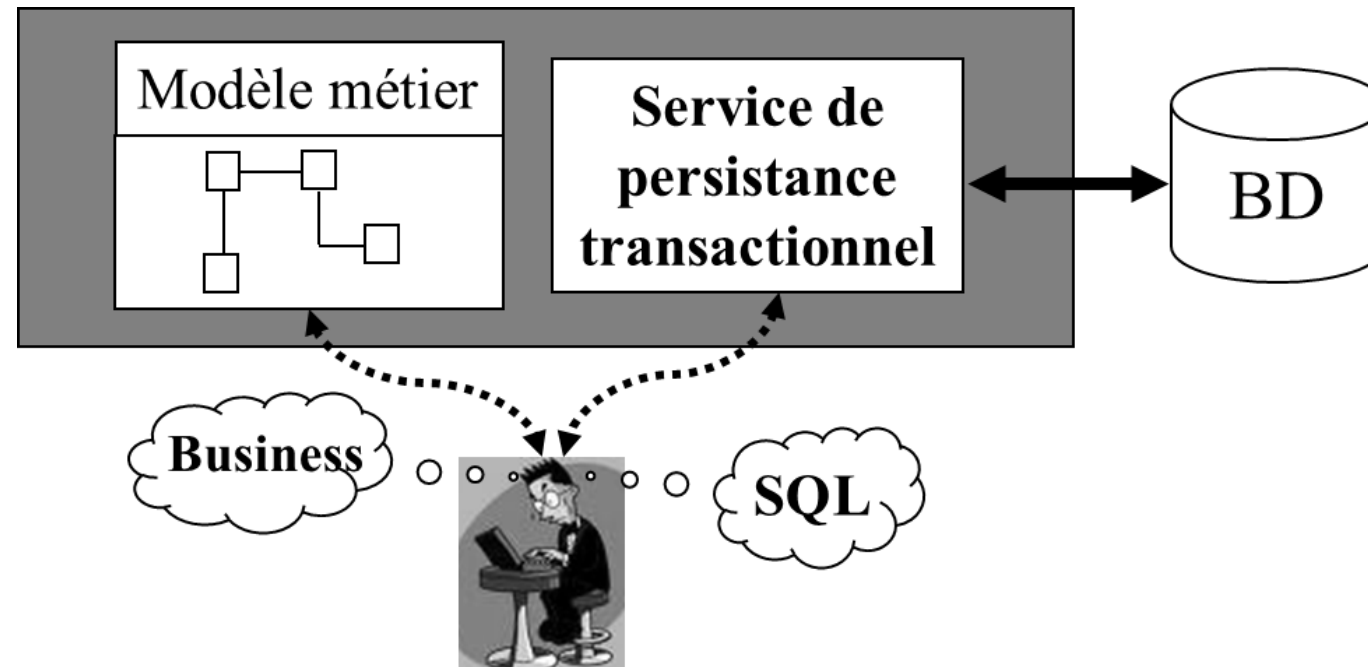 Modèle métier
Service de
persistance
transactionnel
BD
Business
SQL